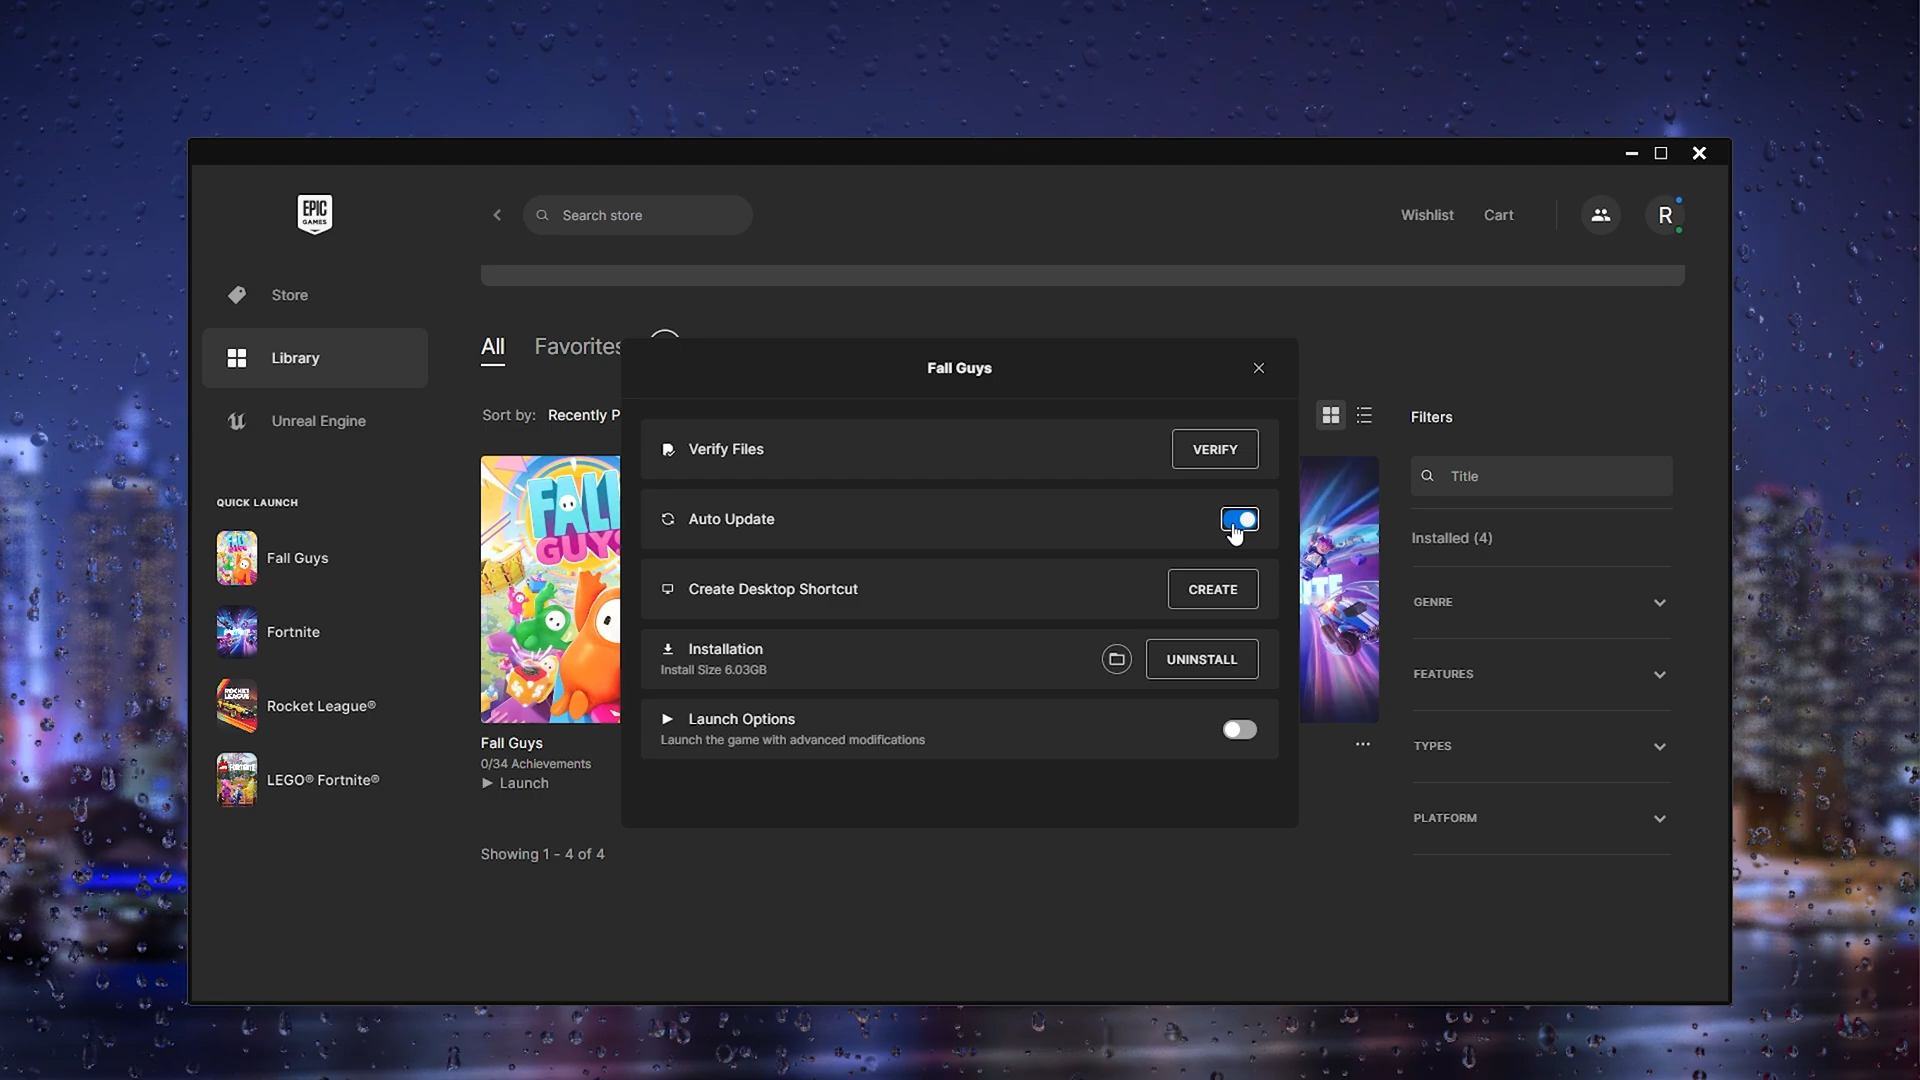 EPIC
GAMES
Search store
Wishlist
Cart
R
Store
Library
Unreal Engine
QUICK LAUNCH
Fall Guys
Fortnite
Rocket League®
LEGO® Fortnite®
All
Favorites
Sort by:
Recently P
FALL
GUYS
Fall Guys
0/34 Achievements
Launch
Showing 1 - 4 of 4
Fall Guys
Verify Files
VERIFY
Auto Update
Create Desktop Shortcut
CREATE
Installation
Install Size 6.03GB
UNINSTALL
Launch Options
Launch the game with advanced modifications
Filters
Title
Installed (4)
GENRE
FEATURES
TYPES
PLATFORM